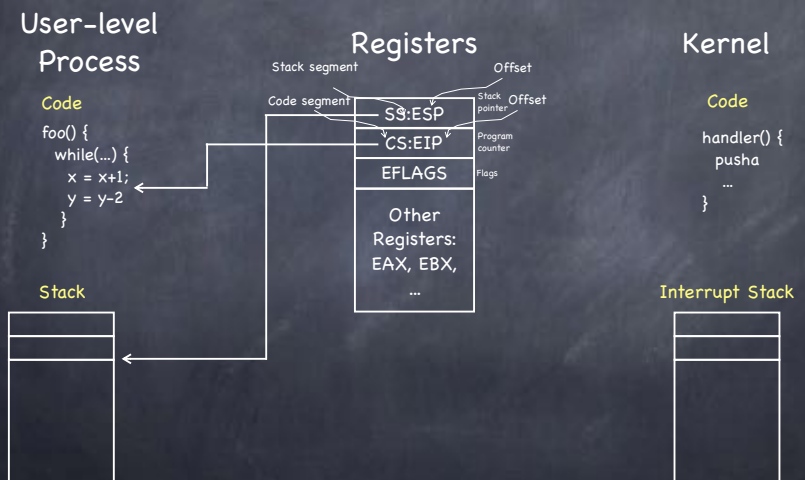 User-level
Process
Code
foo() {
while(...) {
x = x+1;
y = y-2
}
}
Stack
Registers
Stack segment
Offset
Code segment
Stack
pointer
Offset
SS:ESP
CS:EIP
Program
counter
EFLAGS
Flags
Other
Registers:
EAX, EBX,
...
Kernel
Code
handler() {
pusha
...
}
Interrupt Stack